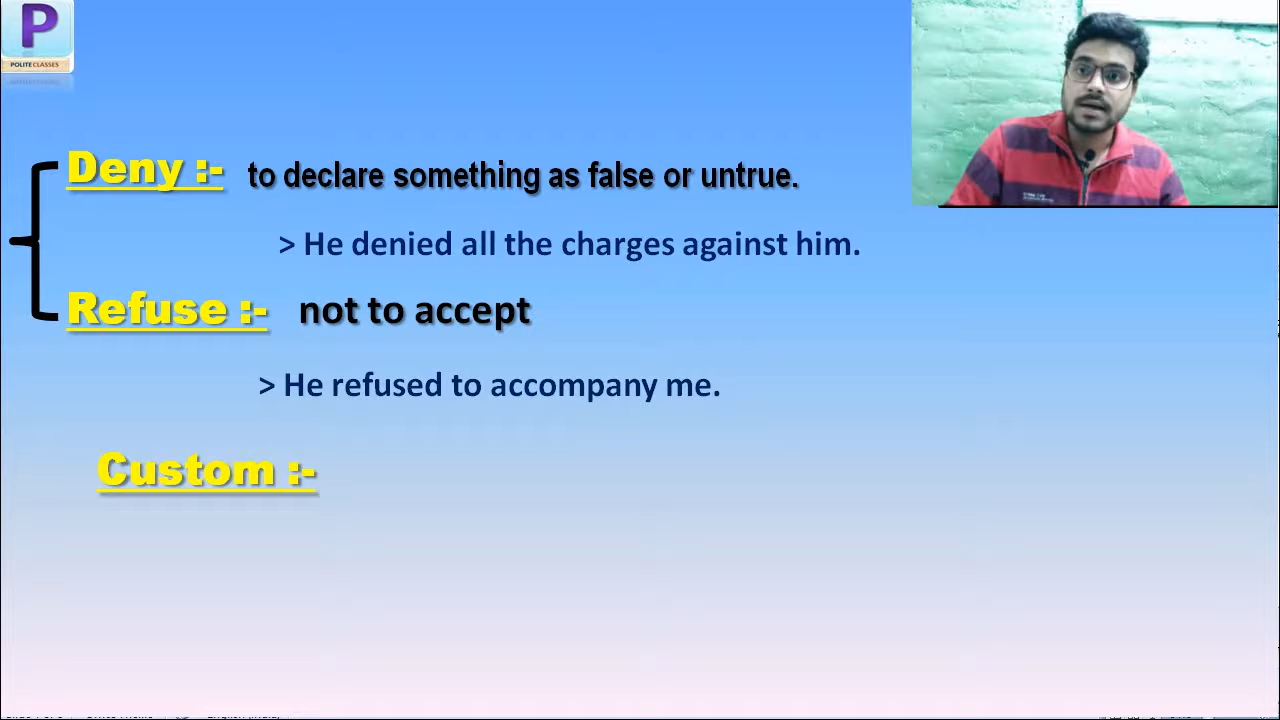 P
POLITE CLASSES
Deny :- to declare something as false or untrue.
> He denied all the charges against him.
Refuse :- not to accept
> He refused to accompany me.
Custom :-